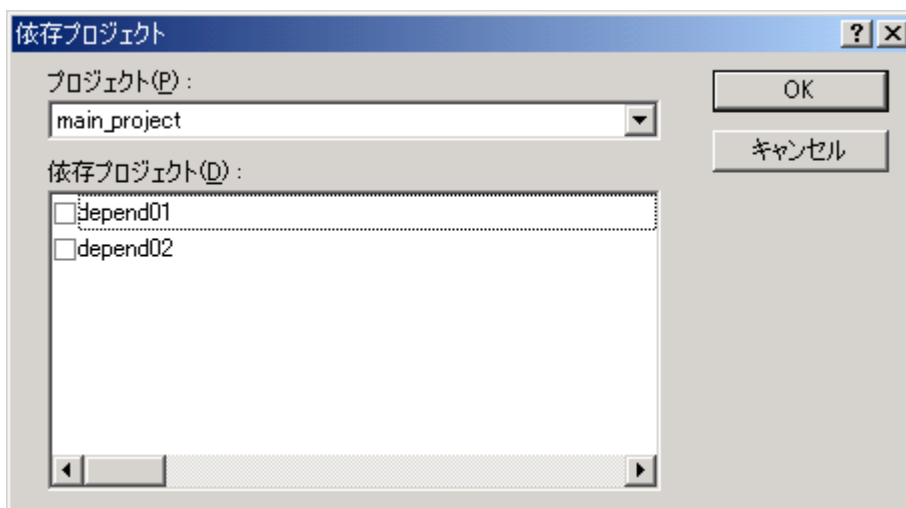 依存プロジェクト
プロジェクト(P) :
OK
main_project
キャンセル
依存プロジェクト(D) :
depend01
depend02